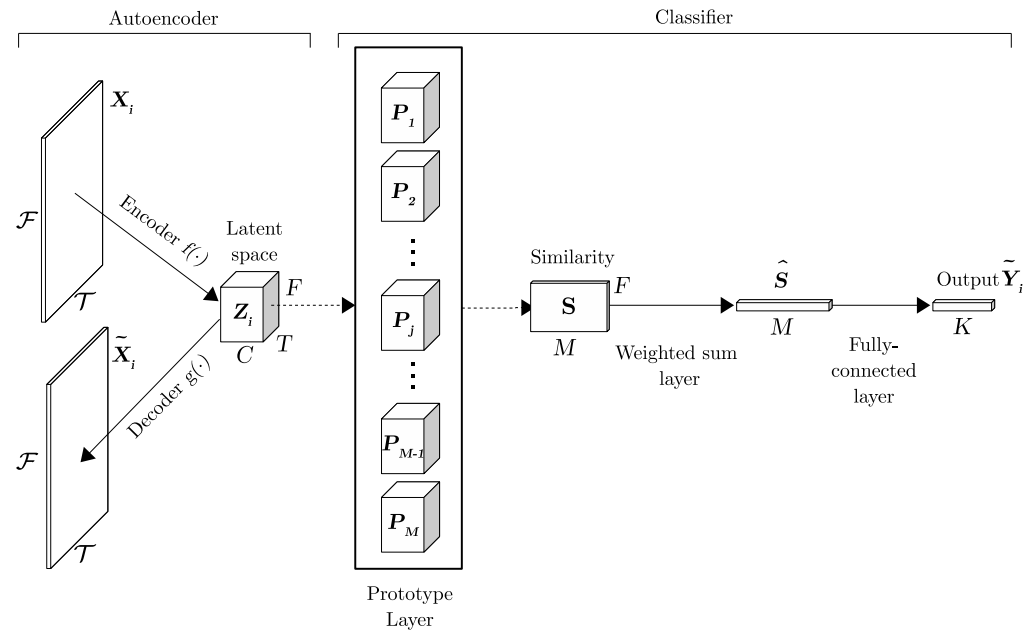 Autoencoder
Classifier
X_i
𝓕
𝓣
Encoder f(·)
Latent
space
Z_i
F
C
T
X̃_i
Decoder g(·)
𝓕
𝓣
P_1
P_2
⋮
P_j
⋮
P_{M-1}
P_M
Prototype
Layer
Similarity
S
F
M
Weighted sum
layer
Ŝ
M
Fully-
connected
layer
Output Ỹ_i
K